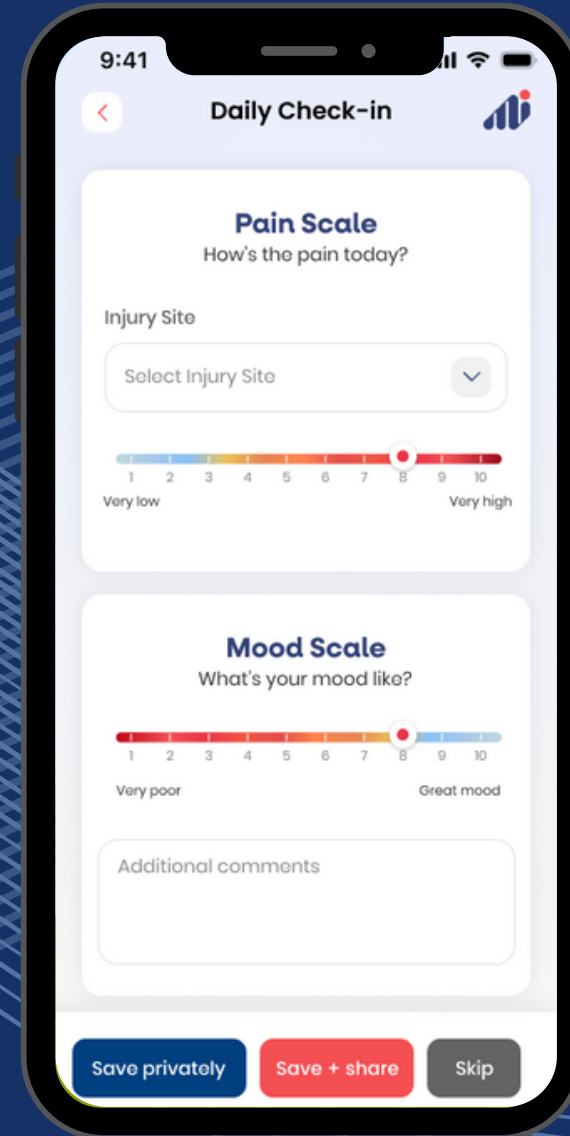 9:41
Daily Check-in
Pain Scale
How's the pain today?
Injury Site
Select Injury Site
1 2 3 4 5 6 7 8 9 10
Very low Very high
Mood Scale
What's your mood like?
1 2 3 4 5 6 7 8 9 10
Very poor Great mood
Additional comments
Save privately Save + share Skip